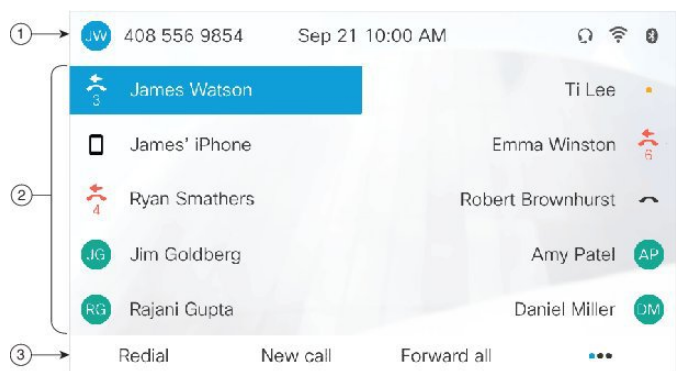 1 JW 408 556 9854 Sep 21 10:00 AM
3 James Watson Ti Lee
James' iPhone Emma Winston 6
2
4 Ryan Smathers Robert Brownhurst
JG Jim Goldberg Amy Patel AP
RG Rajani Gupta Daniel Miller DM
3 Redial New call Forward all